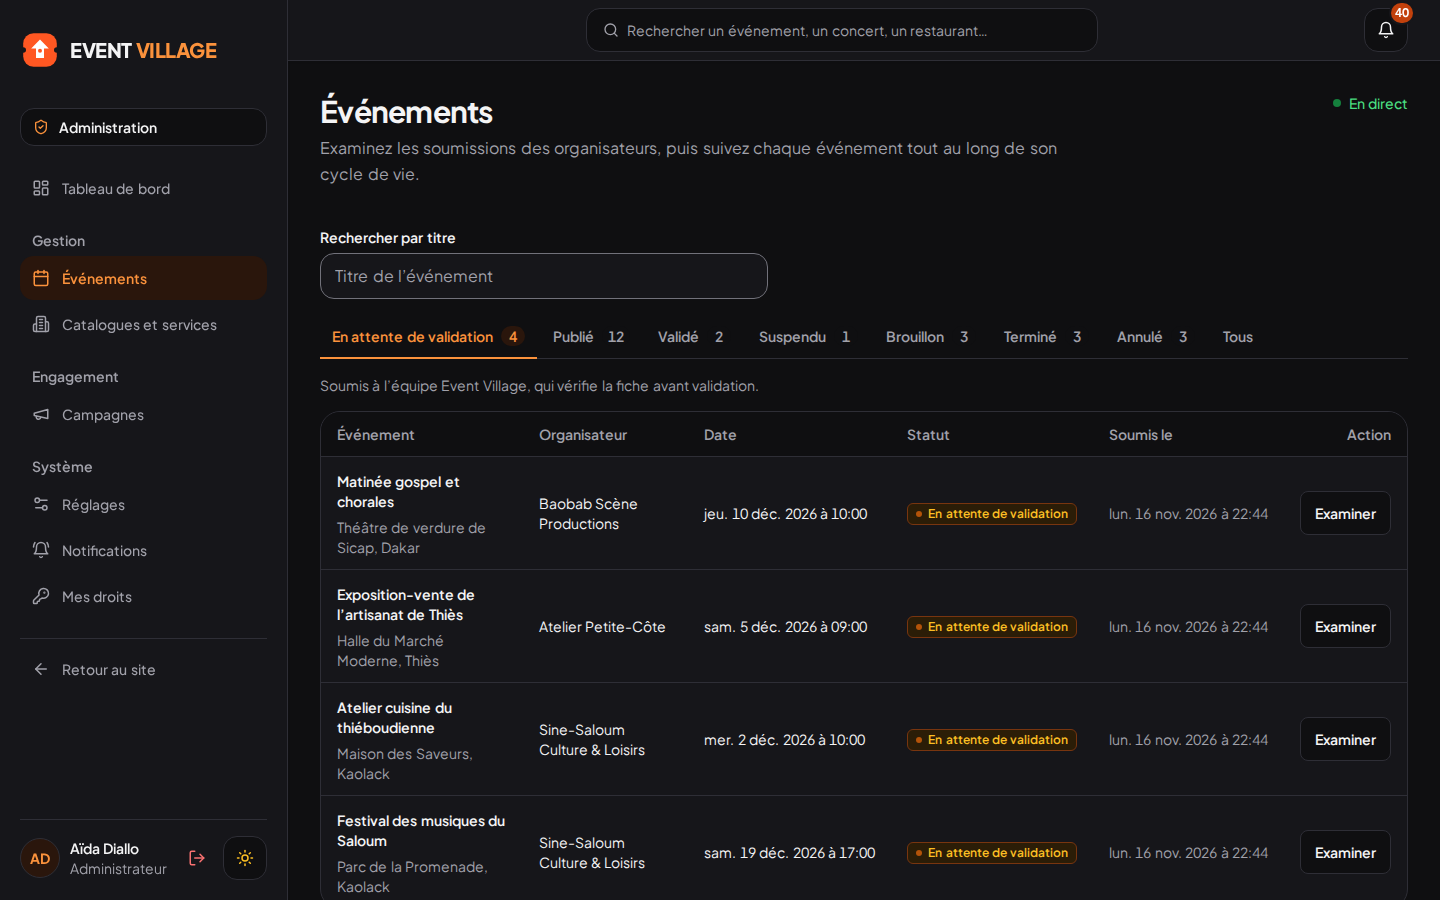 EVENT VILLAGE
Rechercher un événement, un concert, un restaurant…
40
Administration
Tableau de bord
Gestion
Événements
Catalogues et services
Engagement
Campagnes
Système
Réglages
Notifications
Mes droits
Retour au site
AD
Aïda Diallo
Administrateur
Événements
En direct
Examinez les soumissions des organisateurs, puis suivez chaque événement tout au long de son
cycle de vie.
Rechercher par titre
Titre de l’événement
En attente de validation 4 Publié 12 Validé 2 Suspendu 1 Brouillon 3 Terminé 3 Annulé 3 Tous
Soumis à l’équipe Event Village, qui vérifie la fiche avant validation.
Événement Organisateur Date Statut Soumis le Action
Matinée gospel et
chorales
Théâtre de verdure de
Sicap, Dakar
Baobab Scène
Productions
jeu. 10 déc. 2026 à 10:00
En attente de validation
lun. 16 nov. 2026 à 22:44
Examiner
Exposition-vente de
l’artisanat de Thiès
Halle du Marché
Moderne, Thiès
Atelier Petite-Côte
sam. 5 déc. 2026 à 09:00
En attente de validation
lun. 16 nov. 2026 à 22:44
Examiner
Atelier cuisine du
thiéboudienne
Maison des Saveurs,
Kaolack
Sine-Saloum
Culture & Loisirs
mer. 2 déc. 2026 à 10:00
En attente de validation
lun. 16 nov. 2026 à 22:44
Examiner
Festival des musiques du
Saloum
Parc de la Promenade,
Kaolack
Sine-Saloum
Culture & Loisirs
sam. 19 déc. 2026 à 17:00
En attente de validation
lun. 16 nov. 2026 à 22:44
Examiner